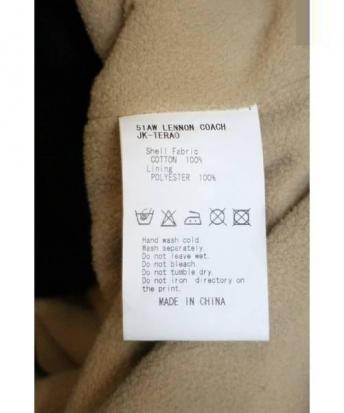 51AW LENNON COACH
JK-TERAO
Shell Fabric
COTTON 100%
Lining
POLYESTER 100%
Hand wash cold.
Wash separately.
Do not leave wet.
Do not bleach.
Do not tumble dry.
Do not iron directory on
the print.
MADE IN CHINA